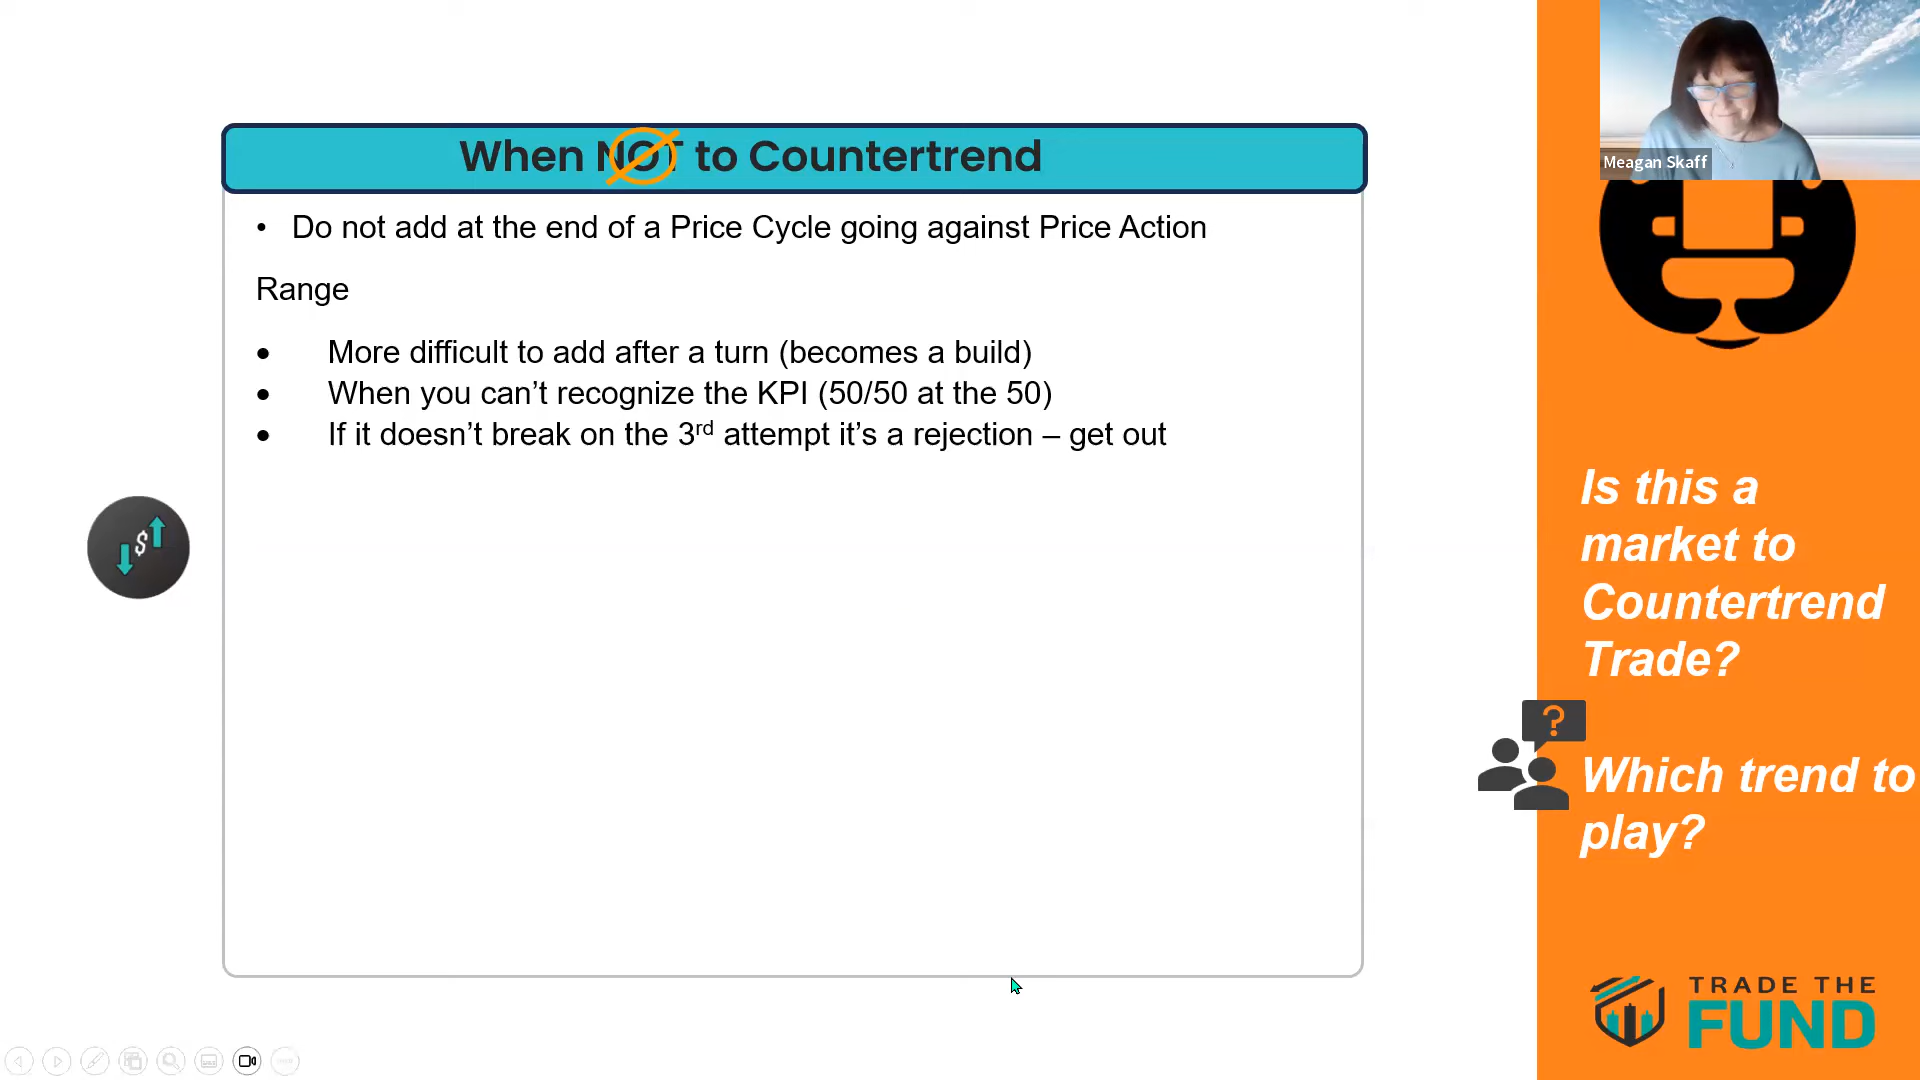 When NOT to Countertrend
• Do not add at the end of a Price Cycle going against Price Action
Range
• More difficult to add after a turn (becomes a build)
• When you can’t recognize the KPI (50/50 at the 50)
• If it doesn’t break on the 3rd attempt it’s a rejection – get out
$
Meagan Skaff
Is this a
market to
Countertrend
Trade?
?
Which trend to
play?
TRADE THE
FUND